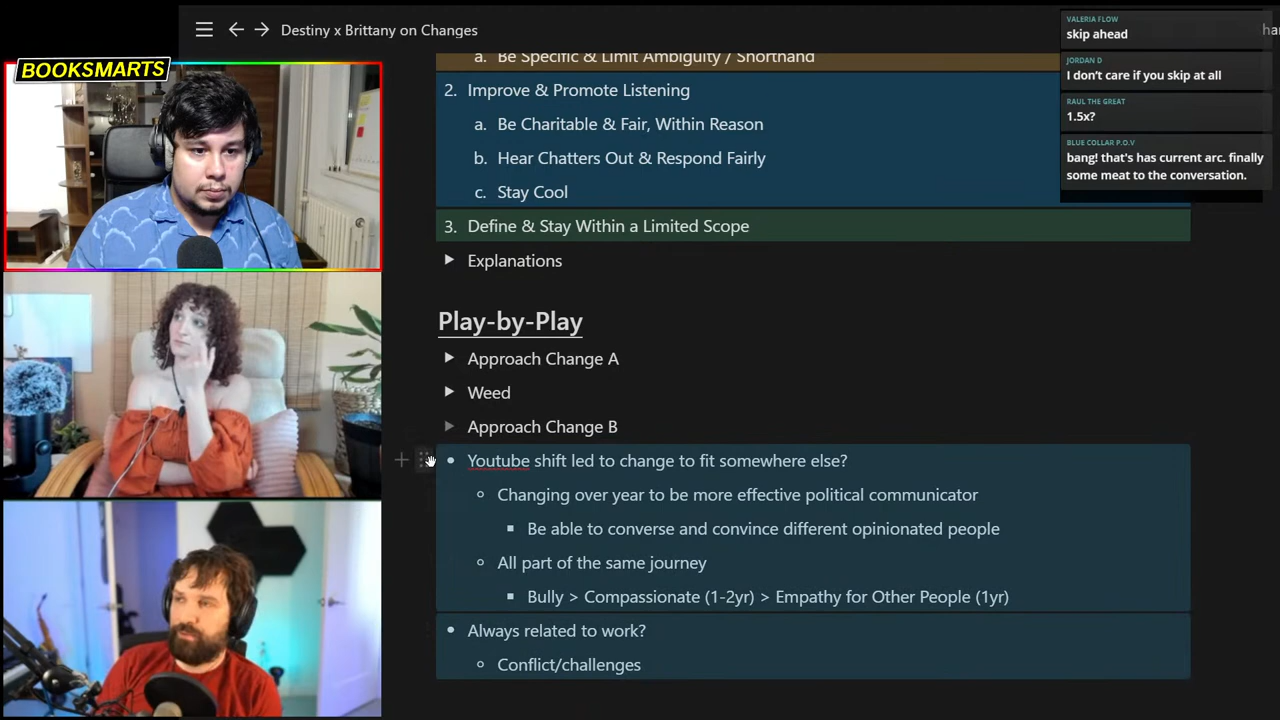 Destiny x Brittany on Changes
BOOKSMARTS
a. Be Specific & Limit Ambiguity / Shorthand
2. Improve & Promote Listening
a. Be Charitable & Fair, Within Reason
b. Hear Chatters Out & Respond Fairly
c. Stay Cool
3. Define & Stay Within a Limited Scope
Explanations
Play-by-Play
Approach Change A
Weed
Approach Change B
Youtube shift led to change to fit somewhere else?
Changing over year to be more effective political communicator
Be able to converse and convince different opinionated people
All part of the same journey
Bully > Compassionate (1-2yr) > Empathy for Other People (1yr)
Always related to work?
Conflict/challenges
VALERIA FLOW
skip ahead
JORDAN D
I don't care if you skip at all
RAUL THE GREAT
1.5x?
BLUE COLLAR P.O.V
bang! that's has current arc. finally
some meat to the conversation.